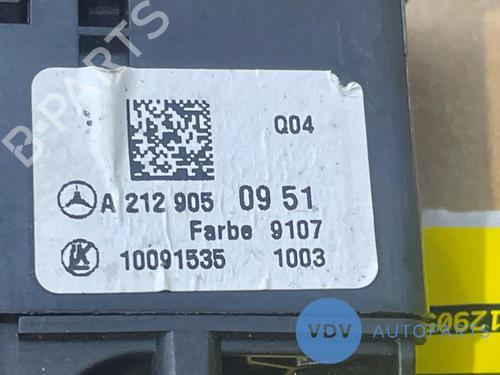 B-PARTS
Q04
A 212 905 09 51
Farbe 9107
10091535 1003
VDV AUTOPARTS